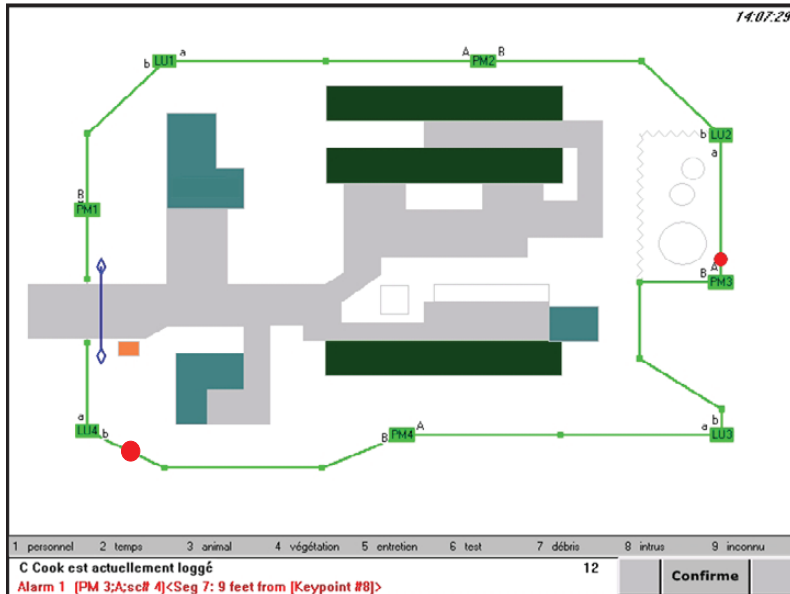 14:07:29
b LU1 a
A PM2 B
b LU2
a
B
PM1
A
B PM3
a
LU4 b
B PM4 A
b
a LU3
1 personnel 2 temps 3 animal 4 végétation 5 entretien 6 test 7 débris 8 intrus 9 inconnu
C Cook est actuellement loggé 12
Confirme
Alarm 1 [PM 3;A;sc# 4]<Seg 7: 9 feet from [Keypoint #8]>